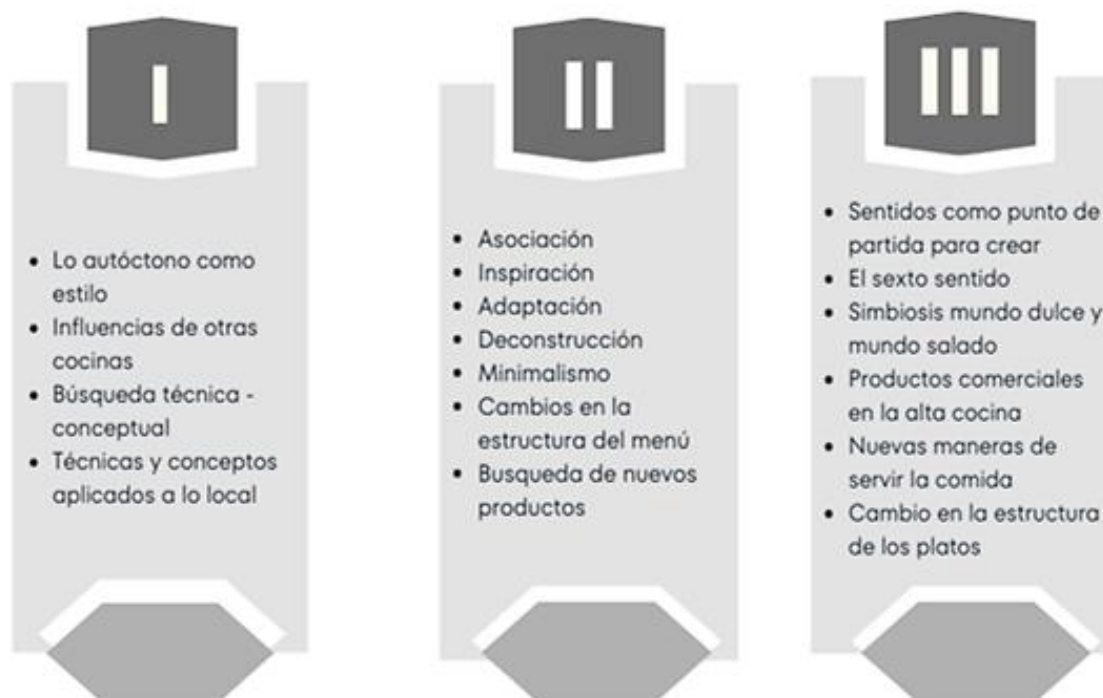 I
• Lo autóctono como
estilo
• Influencias de otras
cocinas
• Búsqueda técnica -
conceptual
• Técnicas y conceptos
aplicados a lo local
II
• Asociación
• Inspiración
• Adaptación
• Deconstrucción
• Minimalismo
• Cambios en la
estructura del menú
• Busqueda de nuevos
productos
III
• Sentidos como punto de
partida para crear
• El sexto sentido
• Simbiosis mundo dulce y
mundo salado
• Productos comerciales
en la alta cocina
• Nuevas maneras de
servir la comida
• Cambio en la estructura
de los platos